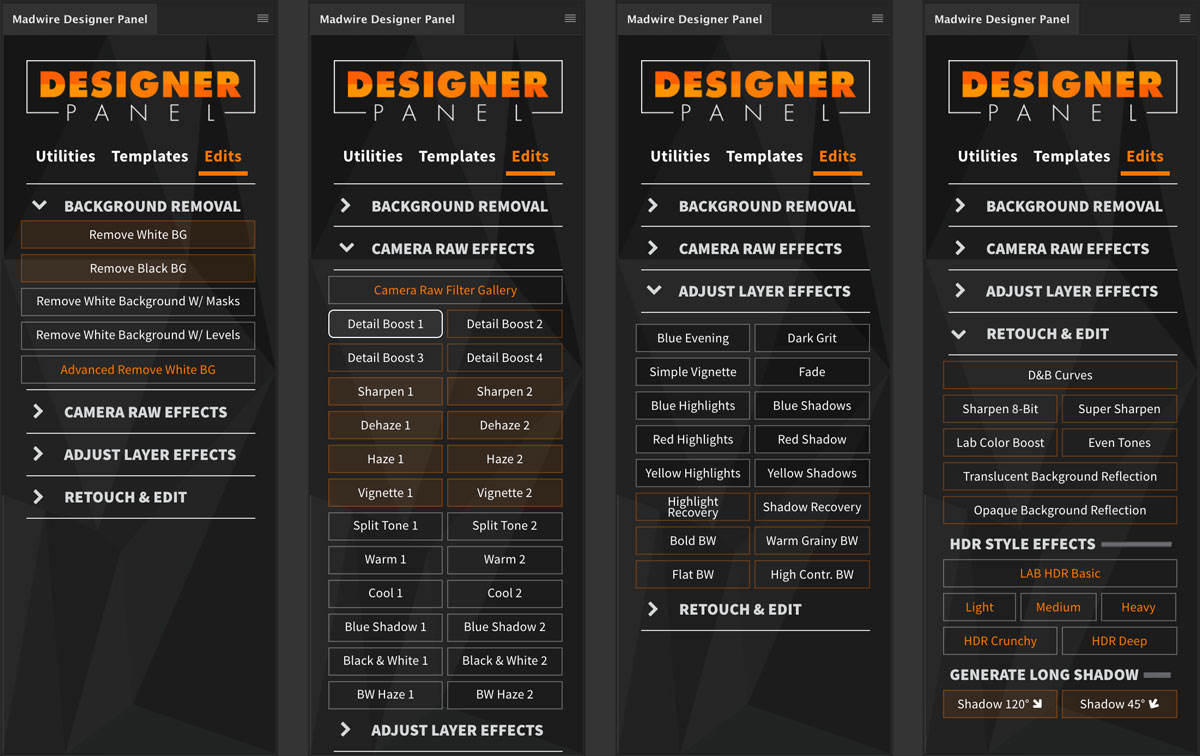 Madwire Designer Panel
DESIGNER
PANEL
Utilities Templates Edits
BACKGROUND REMOVAL
Remove White BG
Remove Black BG
Remove White Background W/ Masks
Remove White Background W/ Levels
Advanced Remove White BG
CAMERA RAW EFFECTS
ADJUST LAYER EFFECTS
RETOUCH & EDIT
Madwire Designer Panel
DESIGNER
PANEL
Utilities Templates Edits
BACKGROUND REMOVAL
CAMERA RAW EFFECTS
Camera Raw Filter Gallery
Detail Boost 1 Detail Boost 2
Detail Boost 3 Detail Boost 4
Sharpen 1 Sharpen 2
Dehaze 1 Dehaze 2
Haze 1 Haze 2
Vignette 1 Vignette 2
Split Tone 1 Split Tone 2
Warm 1 Warm 2
Cool 1 Cool 2
Blue Shadow 1 Blue Shadow 2
Black & White 1 Black & White 2
BW Haze 1 BW Haze 2
ADJUST LAYER EFFECTS
Madwire Designer Panel
DESIGNER
PANEL
Utilities Templates Edits
BACKGROUND REMOVAL
CAMERA RAW EFFECTS
ADJUST LAYER EFFECTS
Blue Evening Dark Grit
Simple Vignette Fade
Blue Highlights Blue Shadows
Red Highlights Red Shadow
Yellow Highlights Yellow Shadows
Highlight
Recovery Shadow Recovery
Bold BW Warm Grainy BW
Flat BW High Contr. BW
RETOUCH & EDIT
Madwire Designer Panel
DESIGNER
PANEL
Utilities Templates Edits
BACKGROUND REMOVAL
CAMERA RAW EFFECTS
ADJUST LAYER EFFECTS
RETOUCH & EDIT
D&B Curves
Sharpen 8-Bit Super Sharpen
Lab Color Boost Even Tones
Translucent Background Reflection
Opaque Background Reflection
HDR STYLE EFFECTS
LAB HDR Basic
Light Medium Heavy
HDR Crunchy HDR Deep
GENERATE LONG SHADOW
Shadow 120° Shadow 45°